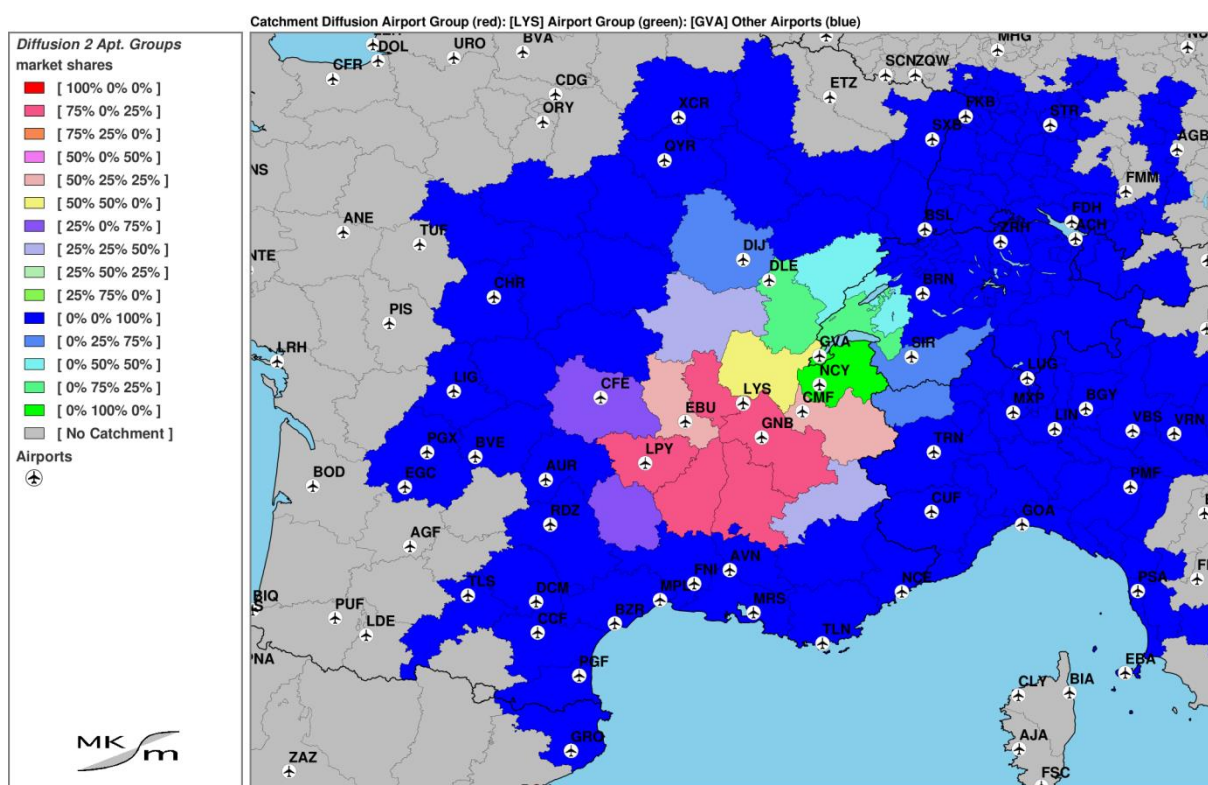 Catchment Diffusion Airport Group (red): [LYS] Airport Group (green): [GVA] Other Airports (blue)
Diffusion 2 Apt. Groups
market shares
[ 100% 0% 0% ]
[ 75% 0% 25% ]
[ 75% 25% 0% ]
[ 50% 0% 50% ]
[ 50% 25% 25% ]
[ 50% 50% 0% ]
[ 25% 0% 75% ]
[ 25% 25% 50% ]
[ 25% 50% 25% ]
[ 25% 75% 0% ]
[ 0% 0% 100% ]
[ 0% 25% 75% ]
[ 0% 50% 50% ]
[ 0% 75% 25% ]
[ 0% 100% 0% ]
[ No Catchment ]
Airports
MK
m
DOL
URO
BVA
MHG
CFR
CDG
SCN
ZQW
ETZ
ORY
XCR
FKB
STR
SXB
AGB
QYR
FMM
ANE
TUF
BSL
ZRH
FDH
ACH
DIJ
DLE
CHR
BRN
PIS
LRH
GVA
SIR
LIG
CFE
NCY
LUG
LYS
CMF
MXP
LIN
BGY
VBS
VRN
EBU
GNB
PGX
BVE
LPY
TRN
BOD
EGC
AUR
PMF
RDZ
CUF
GOA
AGF
AVN
TLS
DCM
FNI
MPL
NCE
PSA
BIQ
PUF
LDE
CCF
BZR
MRS
TLN
PNA
PGF
EBA
CLY
BIA
GRO
AJA
ZAZ
FSC